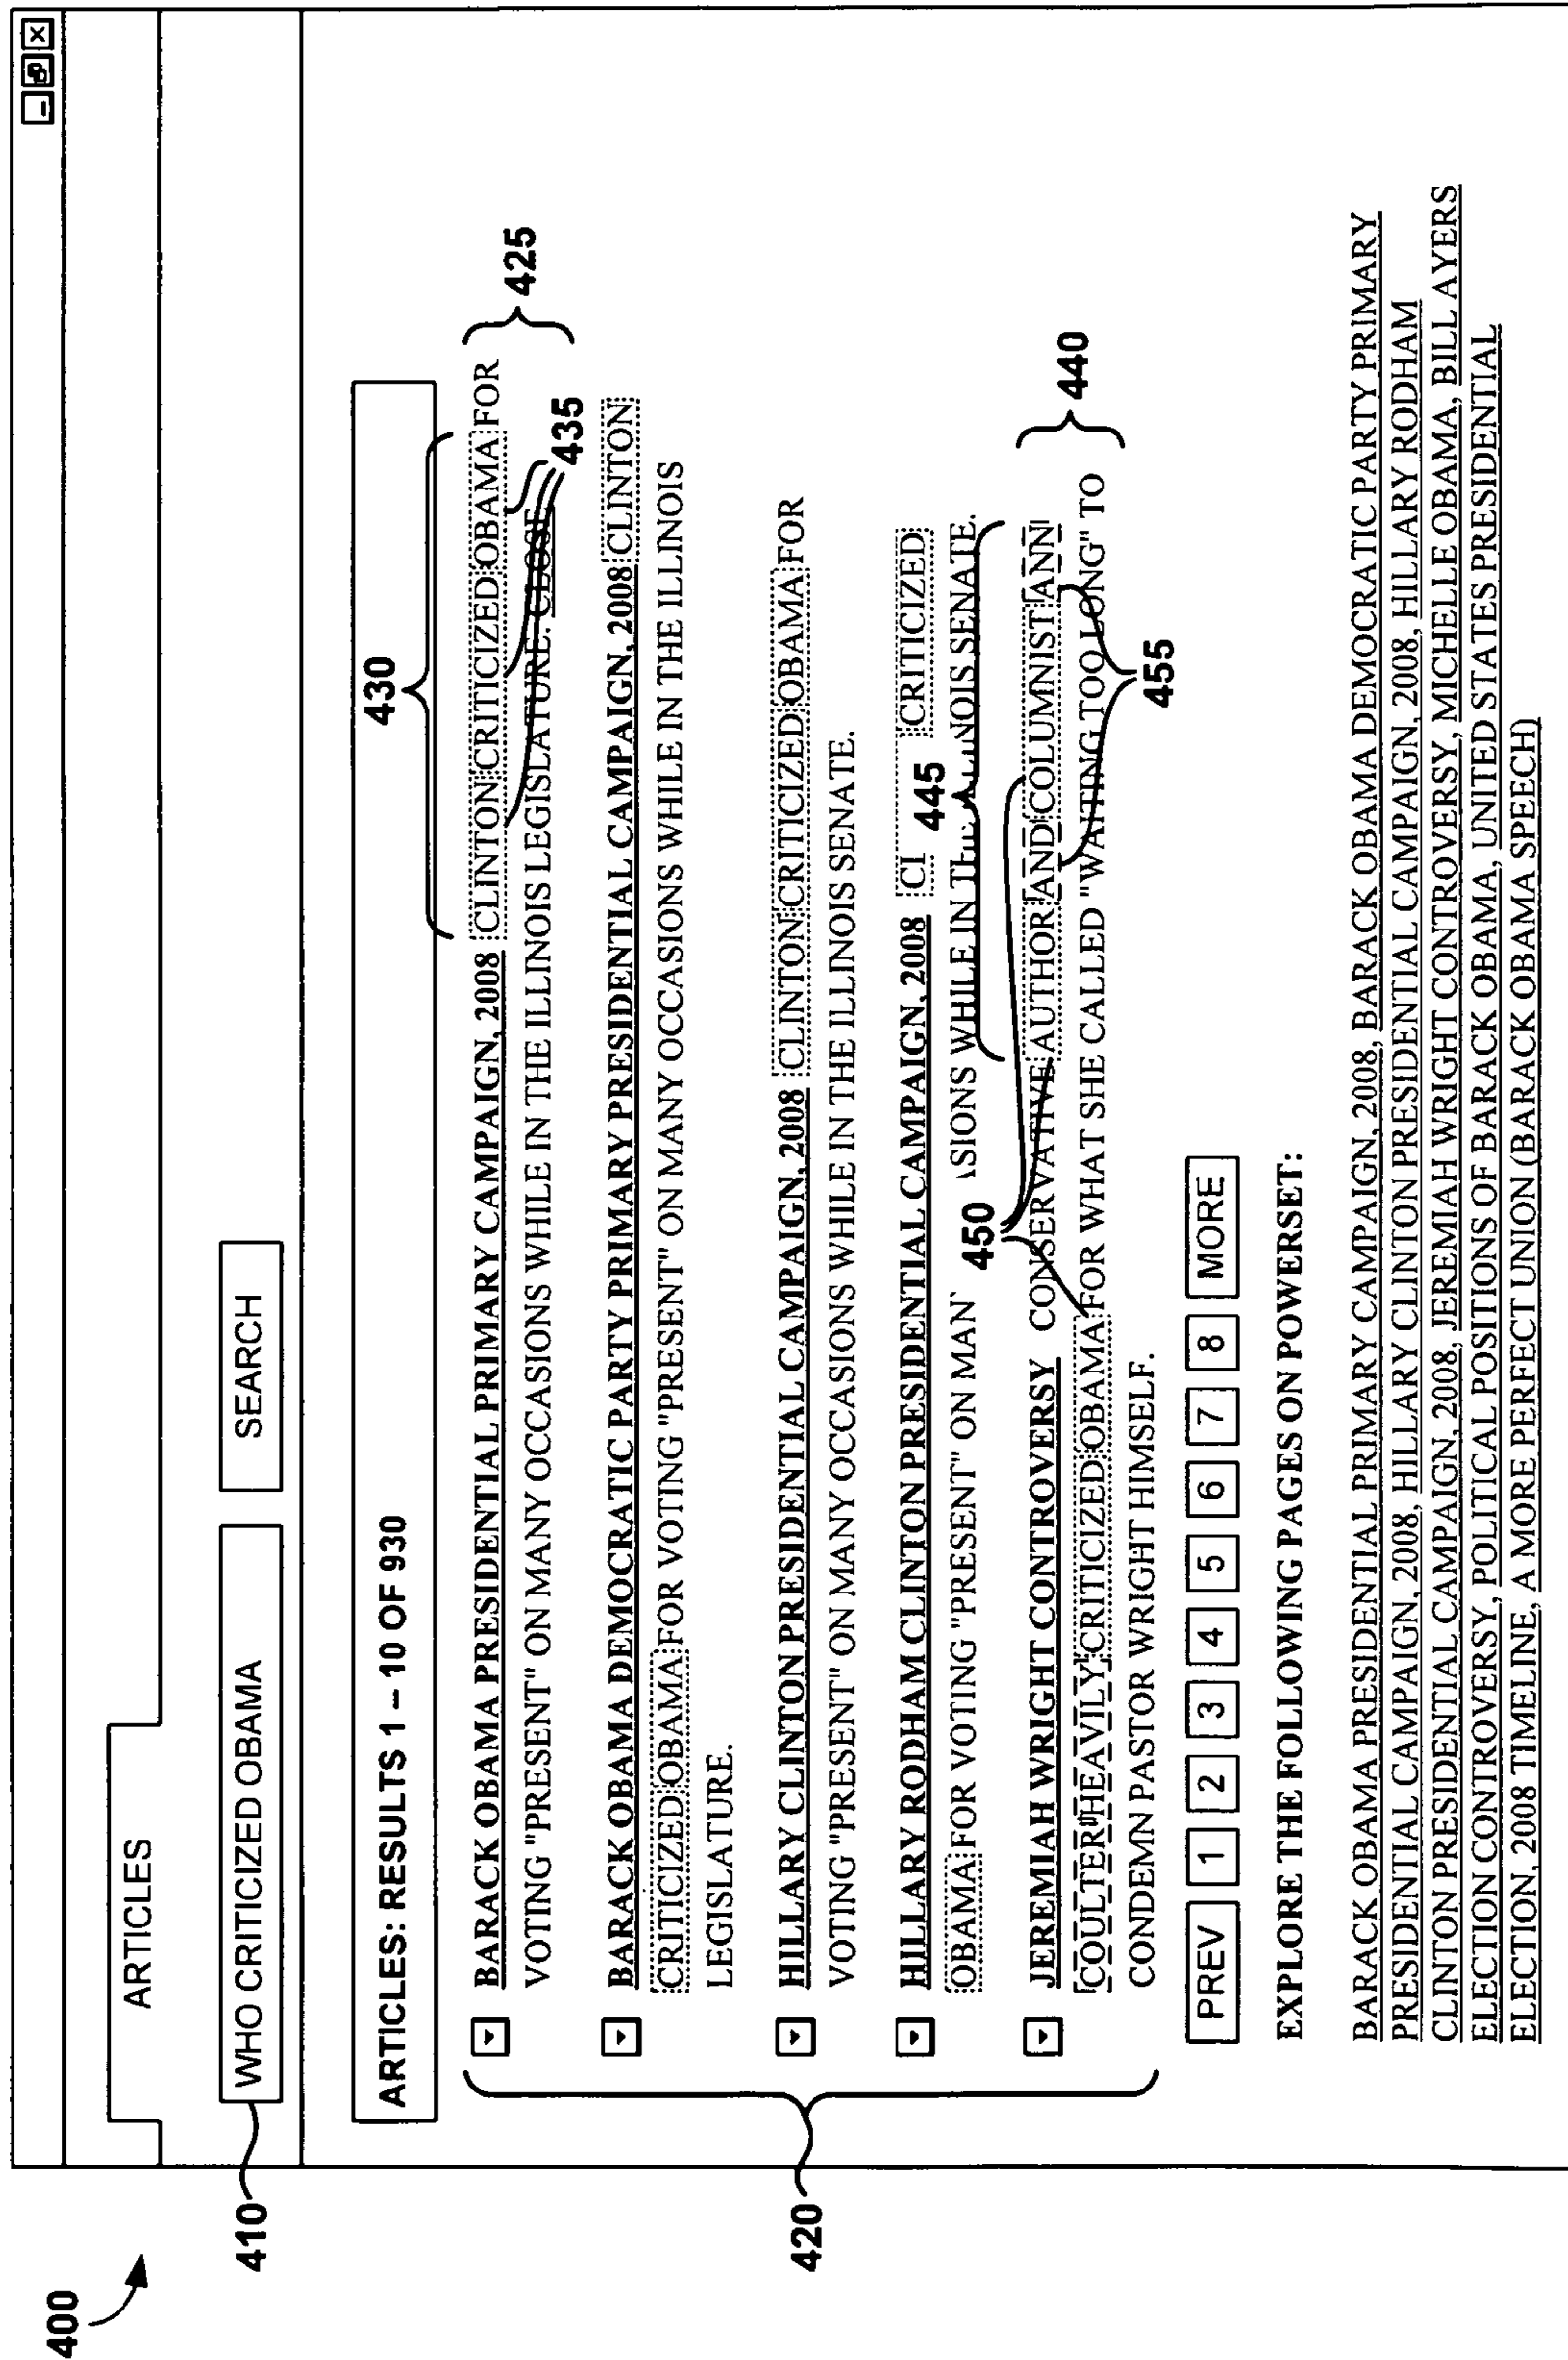 400
ARTICLES
410
WHO CRITICIZED OBAMA
SEARCH
ARTICLES: RESULTS 1 – 10 OF 930
430
BARACK OBAMA PRESIDENTIAL PRIMARY CAMPAIGN, 2008 CLINTON CRITICIZED OBAMA FOR
425
VOTING "PRESENT" ON MANY OCCASIONS WHILE IN THE ILLINOIS LEGISLATURE. CLOSE
435
BARACK OBAMA DEMOCRATIC PARTY PRIMARY PRESIDENTIAL CAMPAIGN, 2008 CLINTON
CRITICIZED OBAMA FOR VOTING "PRESENT" ON MANY OCCASIONS WHILE IN THE ILLINOIS
LEGISLATURE.
420
HILLARY CLINTON PRESIDENTIAL CAMPAIGN, 2008 CLINTON CRITICIZED OBAMA FOR
VOTING "PRESENT" ON MANY OCCASIONS WHILE IN THE ILLINOIS SENATE.
HILLARY RODHAM CLINTON PRESIDENTIAL CAMPAIGN, 2008 CRITICIZED
445
OBAMA FOR VOTING "PRESENT" ON WHILE IN SENATE.
450
440
JEREMIAH WRIGHT CONTROVERSY CONSERVATIVE AUTHOR AND COLUMNIST ANN
COULTER HEAVILY CRITICIZED OBAMA FOR WHAT SHE CALLED "WAITING TOO LONG" TO
CONDEMN PASTOR WRIGHT HIMSELF.
455
PREV 1 2 3 4 5 6 7 8 MORE
EXPLORE THE FOLLOWING PAGES ON POWERSET:
BARACK OBAMA PRESIDENTIAL PRIMARY CAMPAIGN, 2008, BARACK OBAMA DEMOCRATIC PARTY PRIMARY
PRESIDENTIAL CAMPAIGN, 2008, HILLARY CLINTON PRESIDENTIAL CAMPAIGN, 2008, HILLARY RODHAM
CLINTON PRESIDENTIAL CAMPAIGN, 2008, JEREMIAH WRIGHT CONTROVERSY, MICHELLE OBAMA, BILL AYERS
ELECTION CONTROVERSY, POLITICAL POSITIONS OF BARACK OBAMA, UNITED STATES PRESIDENTIAL
ELECTION, 2008 TIMELINE, A MORE PERFECT UNION (BARACK OBAMA SPEECH)